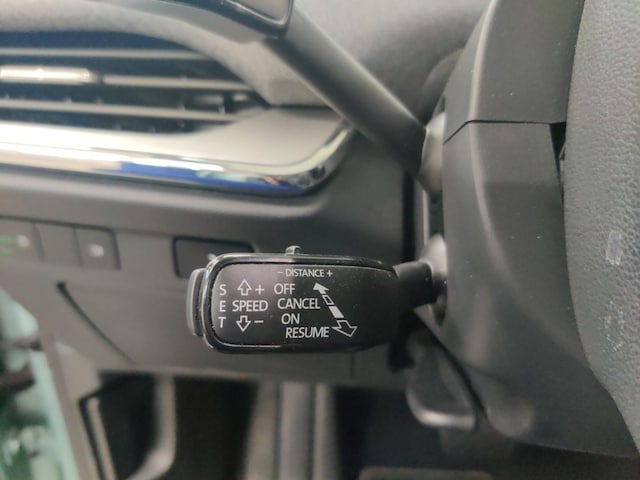 - DISTANCE +
S + OFF
E SPEED CANCEL
T - ON
RESUME